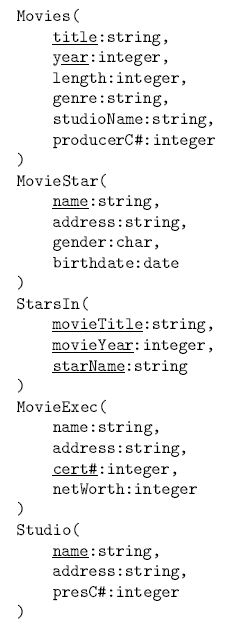 Movies(
title:string,
year:integer,
length:integer,
genre:string,
studioName:string,
producerC#:integer
)
MovieStar(
name:string,
address:string,
gender:char,
birthdate:date
)
StarsIn(
movieTitle:string,
movieYear:integer,
starName:string
)
MovieExec(
name:string,
address:string,
cert#:integer,
netWorth:integer
)
Studio(
name:string,
address:string,
presC#:integer
)